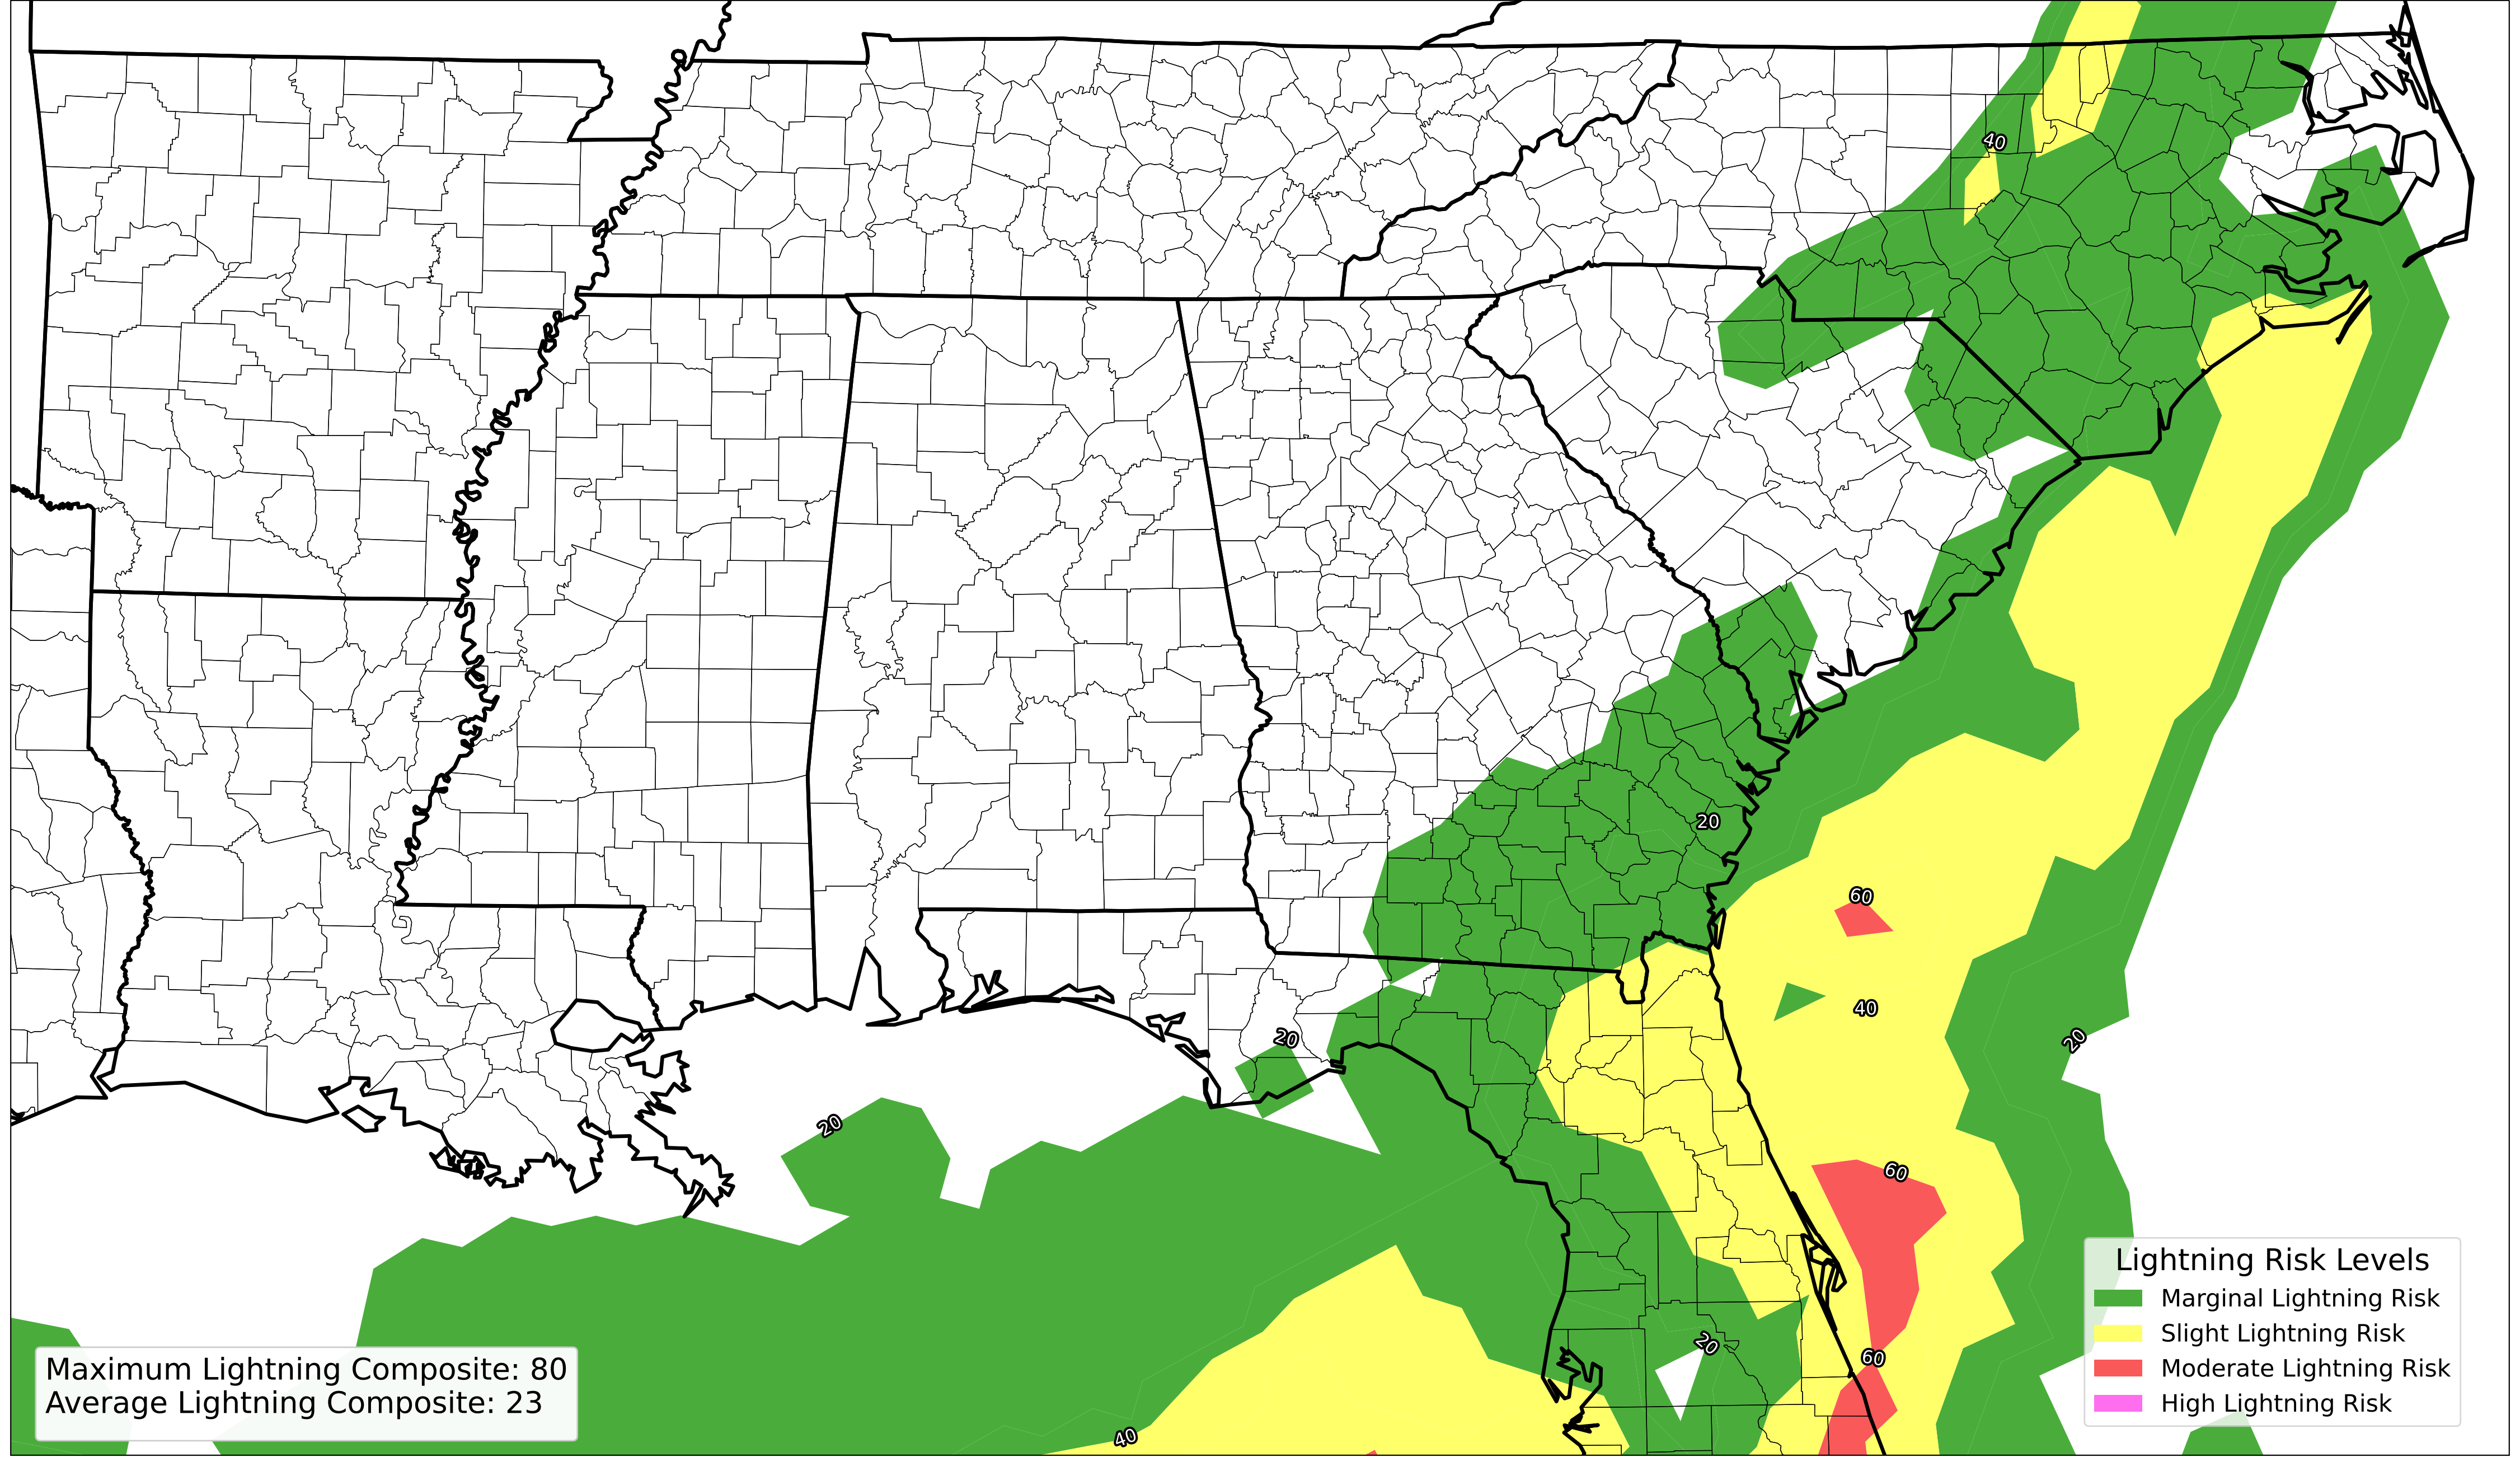 40
20
60
40
20
20
20
60
20
60
40
Lightning Risk Levels
Marginal Lightning Risk
Slight Lightning Risk
Moderate Lightning Risk
High Lightning Risk
Maximum Lightning Composite: 80
Average Lightning Composite: 23